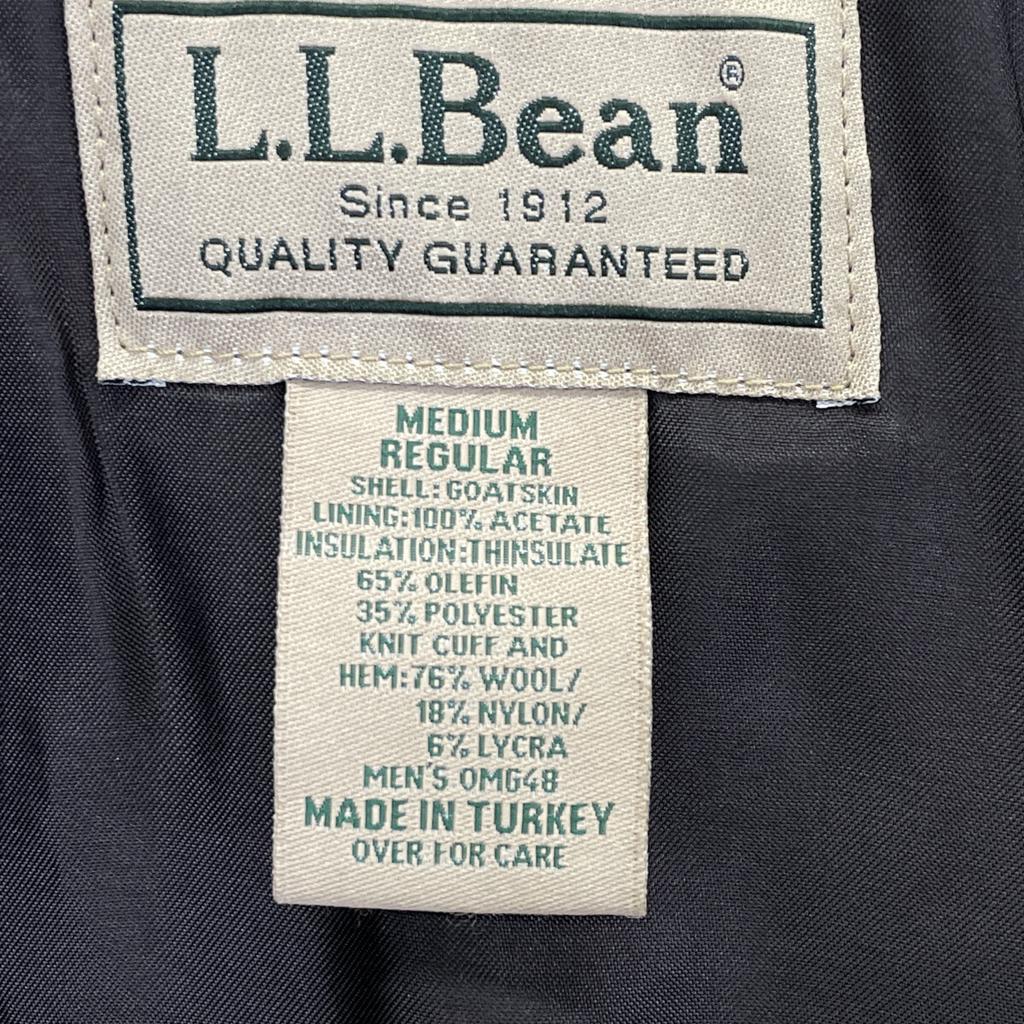 L.L.Bean®
Since 1912
QUALITY GUARANTEED
MEDIUM
REGULAR
SHELL: GOATSKIN
LINING:100% ACETATE
INSULATION:THINSULATE
65% OLEFIN
35% POLYESTER
KNIT CUFF AND
HEM:76% WOOL/
18% NYLON/
6% LYCRA
MEN'S OMG48
MADE IN TURKEY
OVER FOR CARE